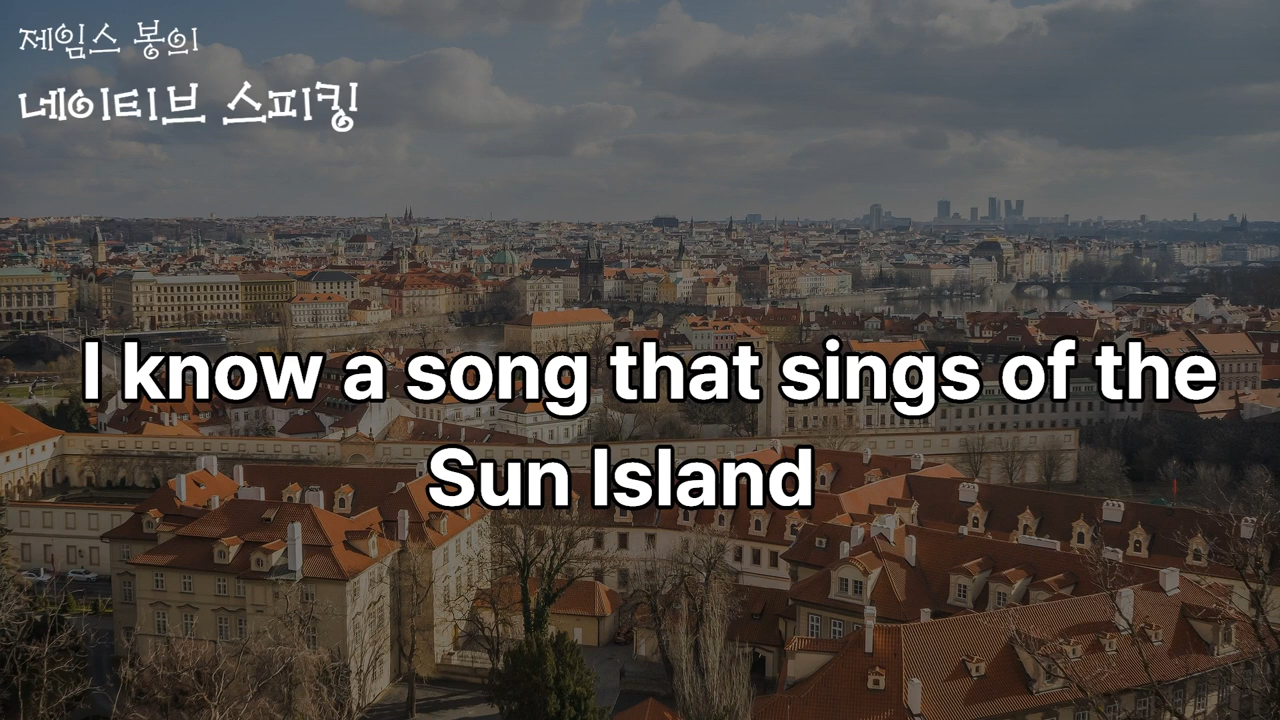 제임스 봉의
네이티브 스피킹
I know a song that sings of the
Sun Island